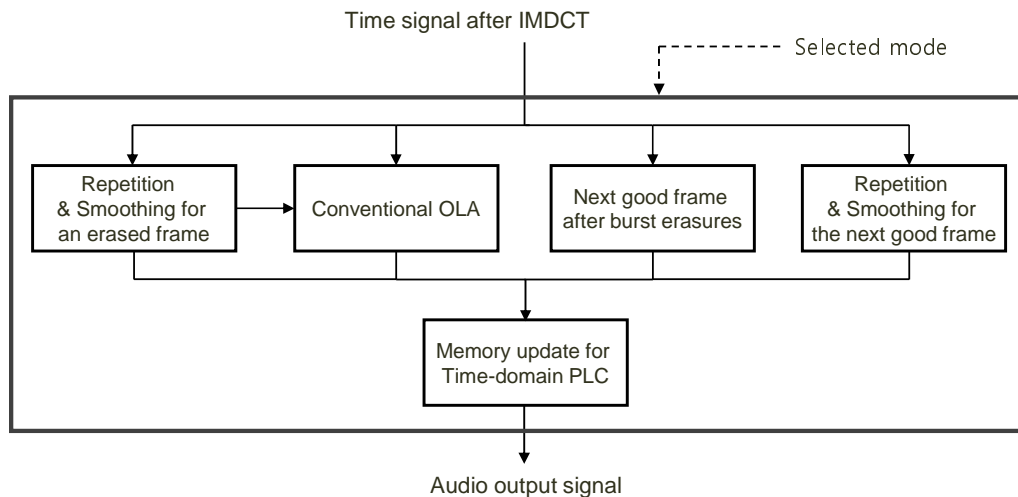 Time signal after IMDCT
Selected mode
Repetition
& Smoothing for
an erased frame
Conventional OLA
Next good frame
after burst erasures
Repetition
& Smoothing for
the next good frame
Memory update for
Time-domain PLC
Audio output signal